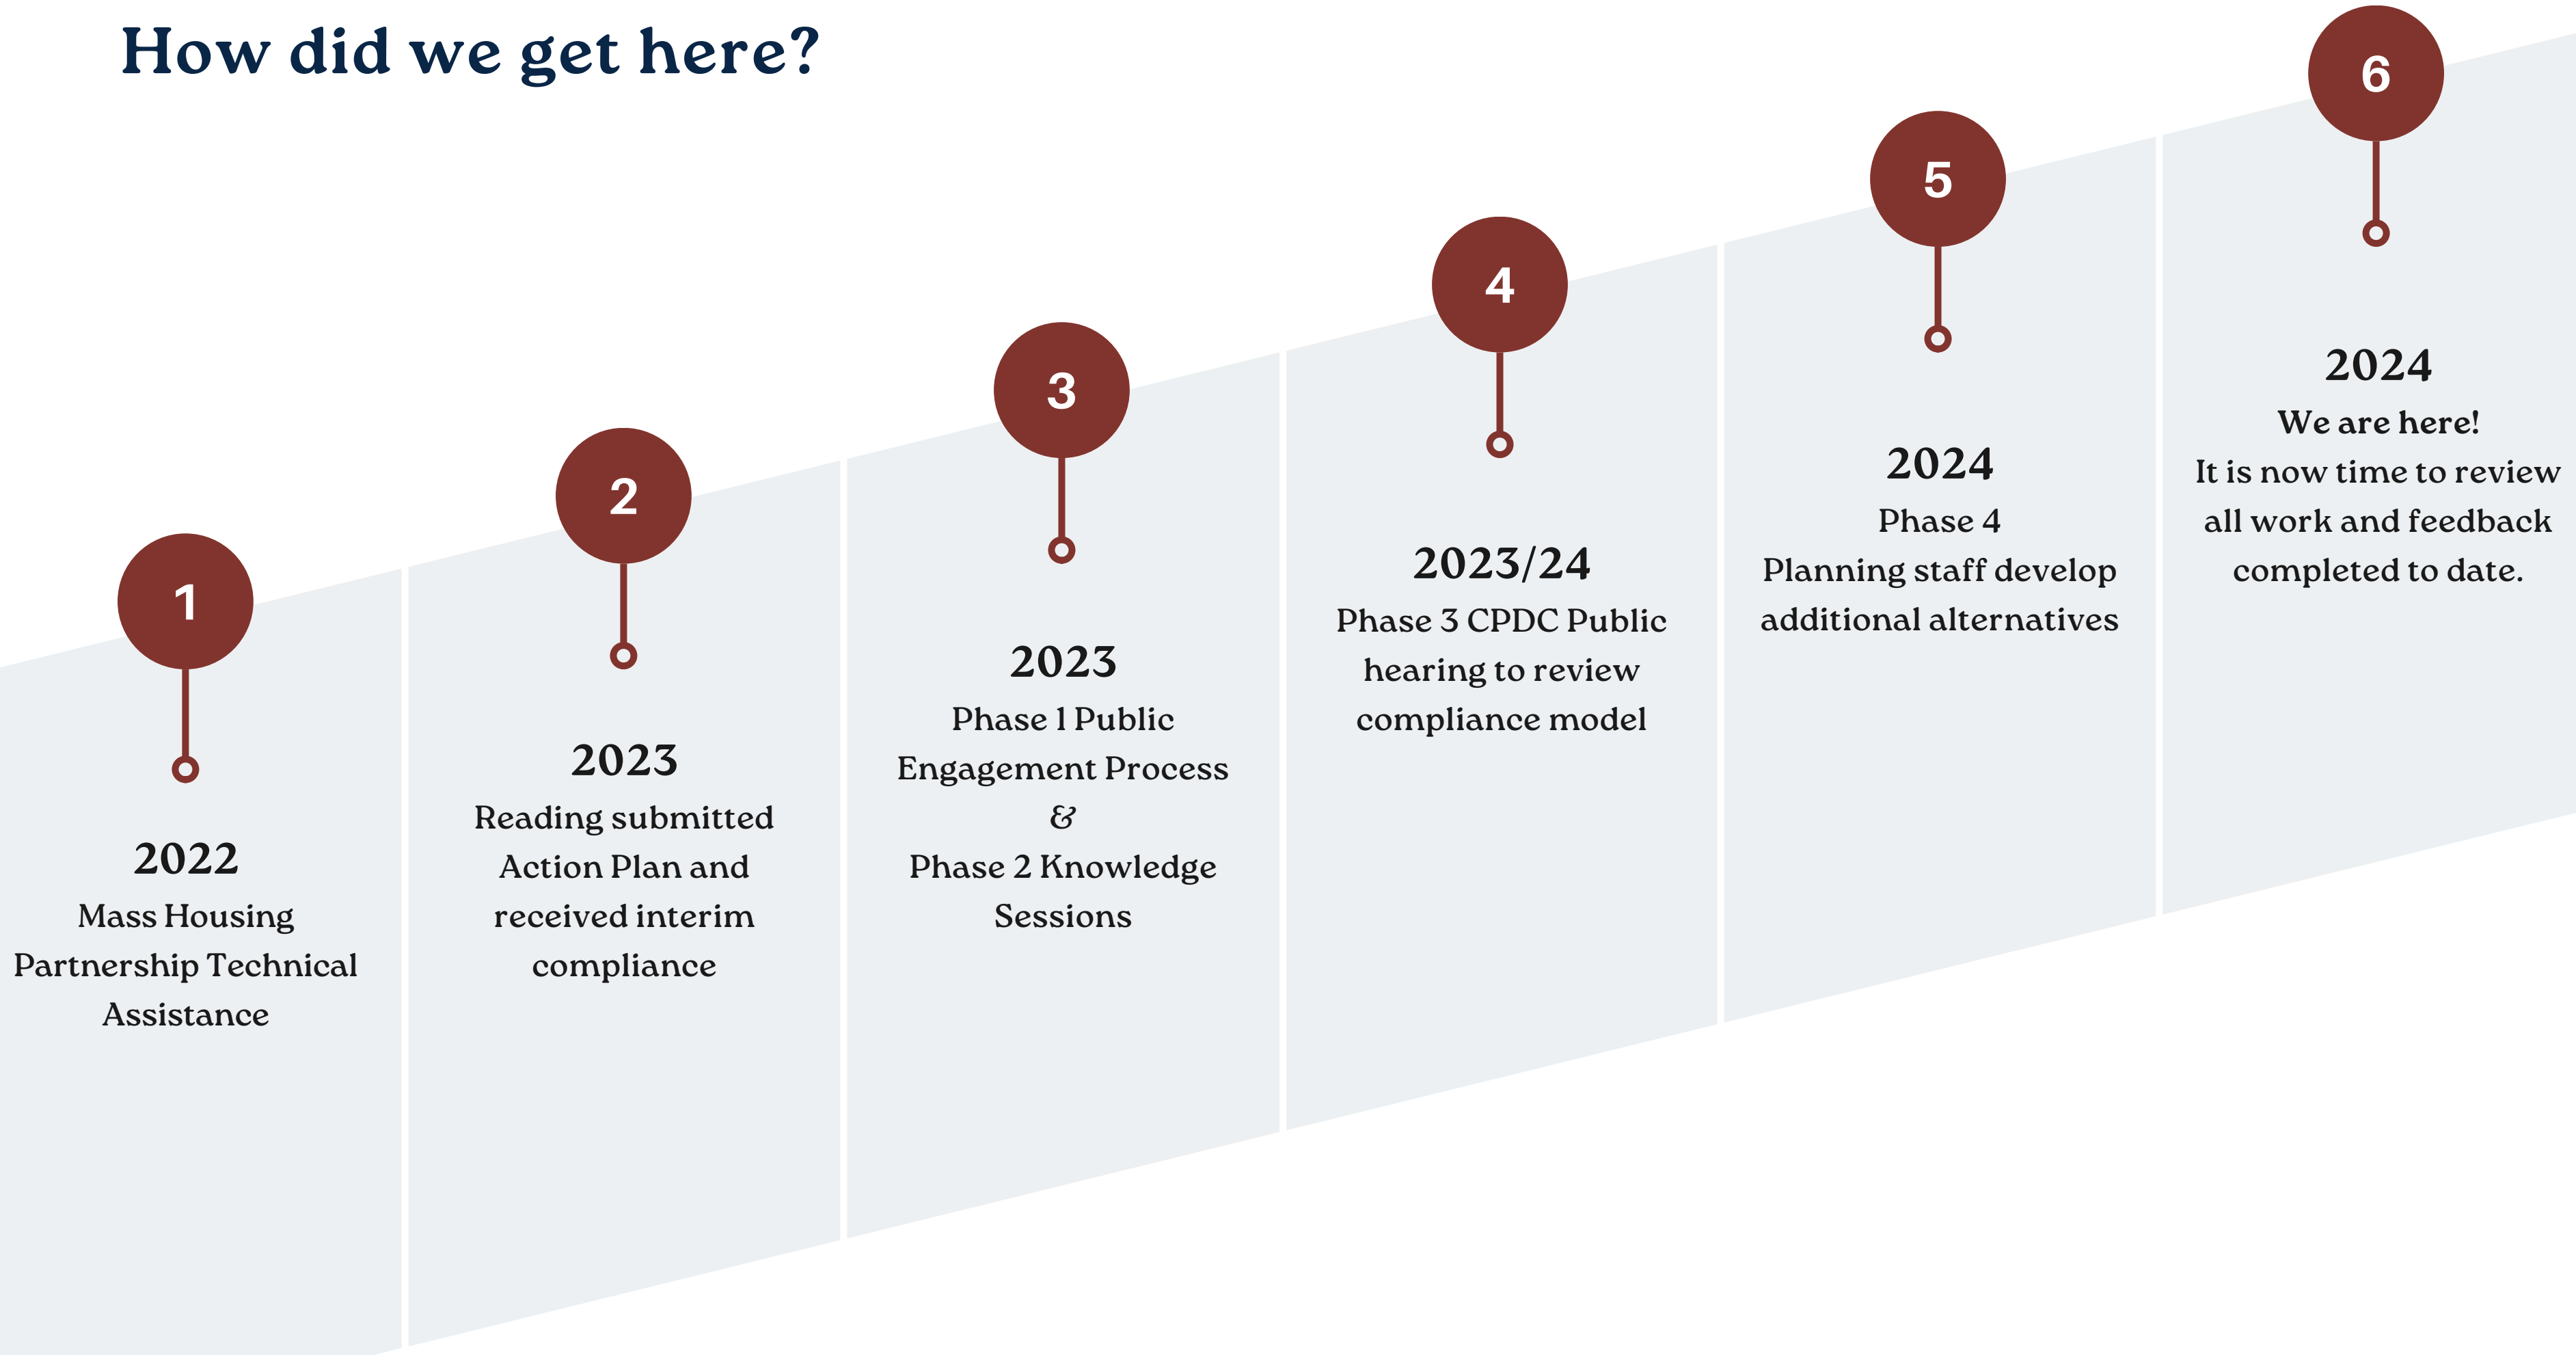 How did we get here?
1
2022
Mass Housing
Partnership Technical
Assistance
2
2023
Reading submitted
Action Plan and
received interim
compliance
3
2023
Phase 1 Public
Engagement Process
&
Phase 2 Knowledge
Sessions
4
2023/24
Phase 3 CPDC Public
hearing to review
compliance model
5
2024
Phase 4
Planning staff develop
additional alternatives
6
2024
We are here!
It is now time to review
all work and feedback
completed to date.